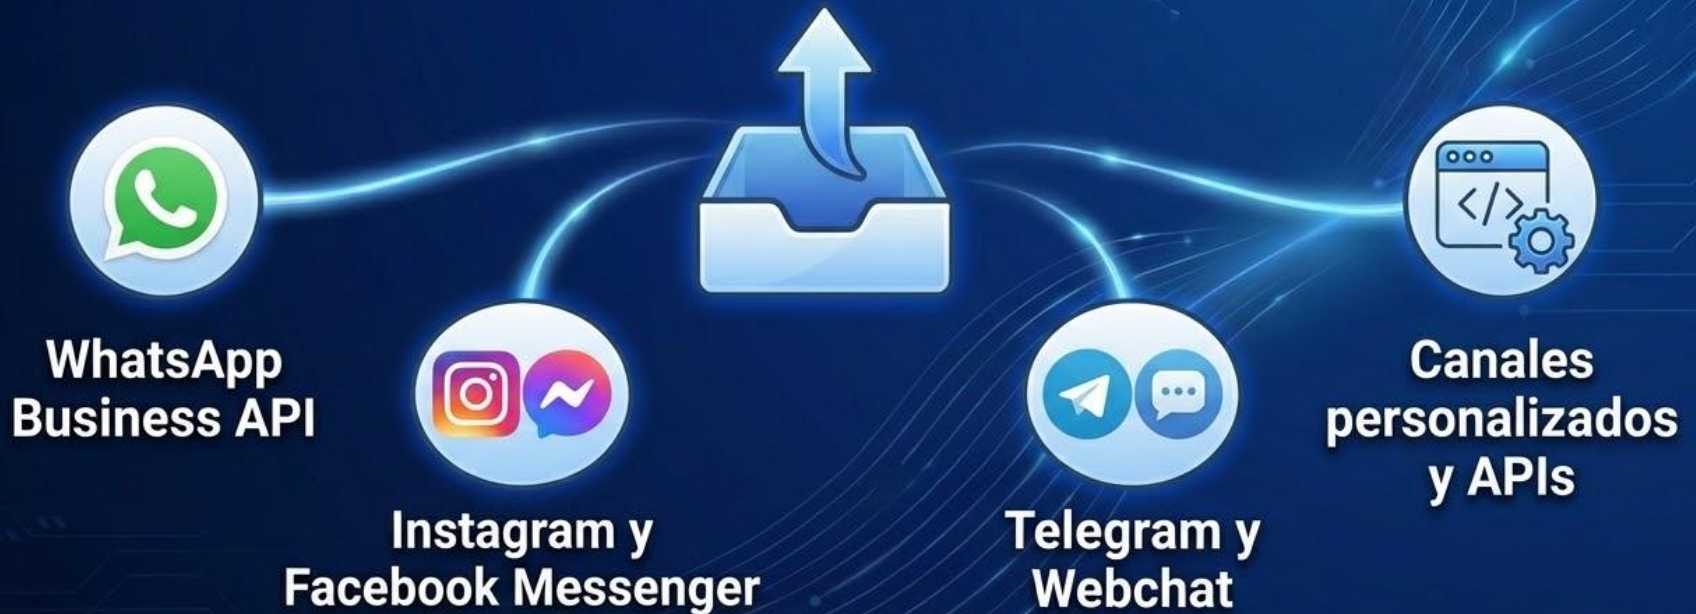 WhatsApp
Business API
Instagram y
Facebook Messenger
Telegram y
Webchat
Canales
personalizados
y APIs